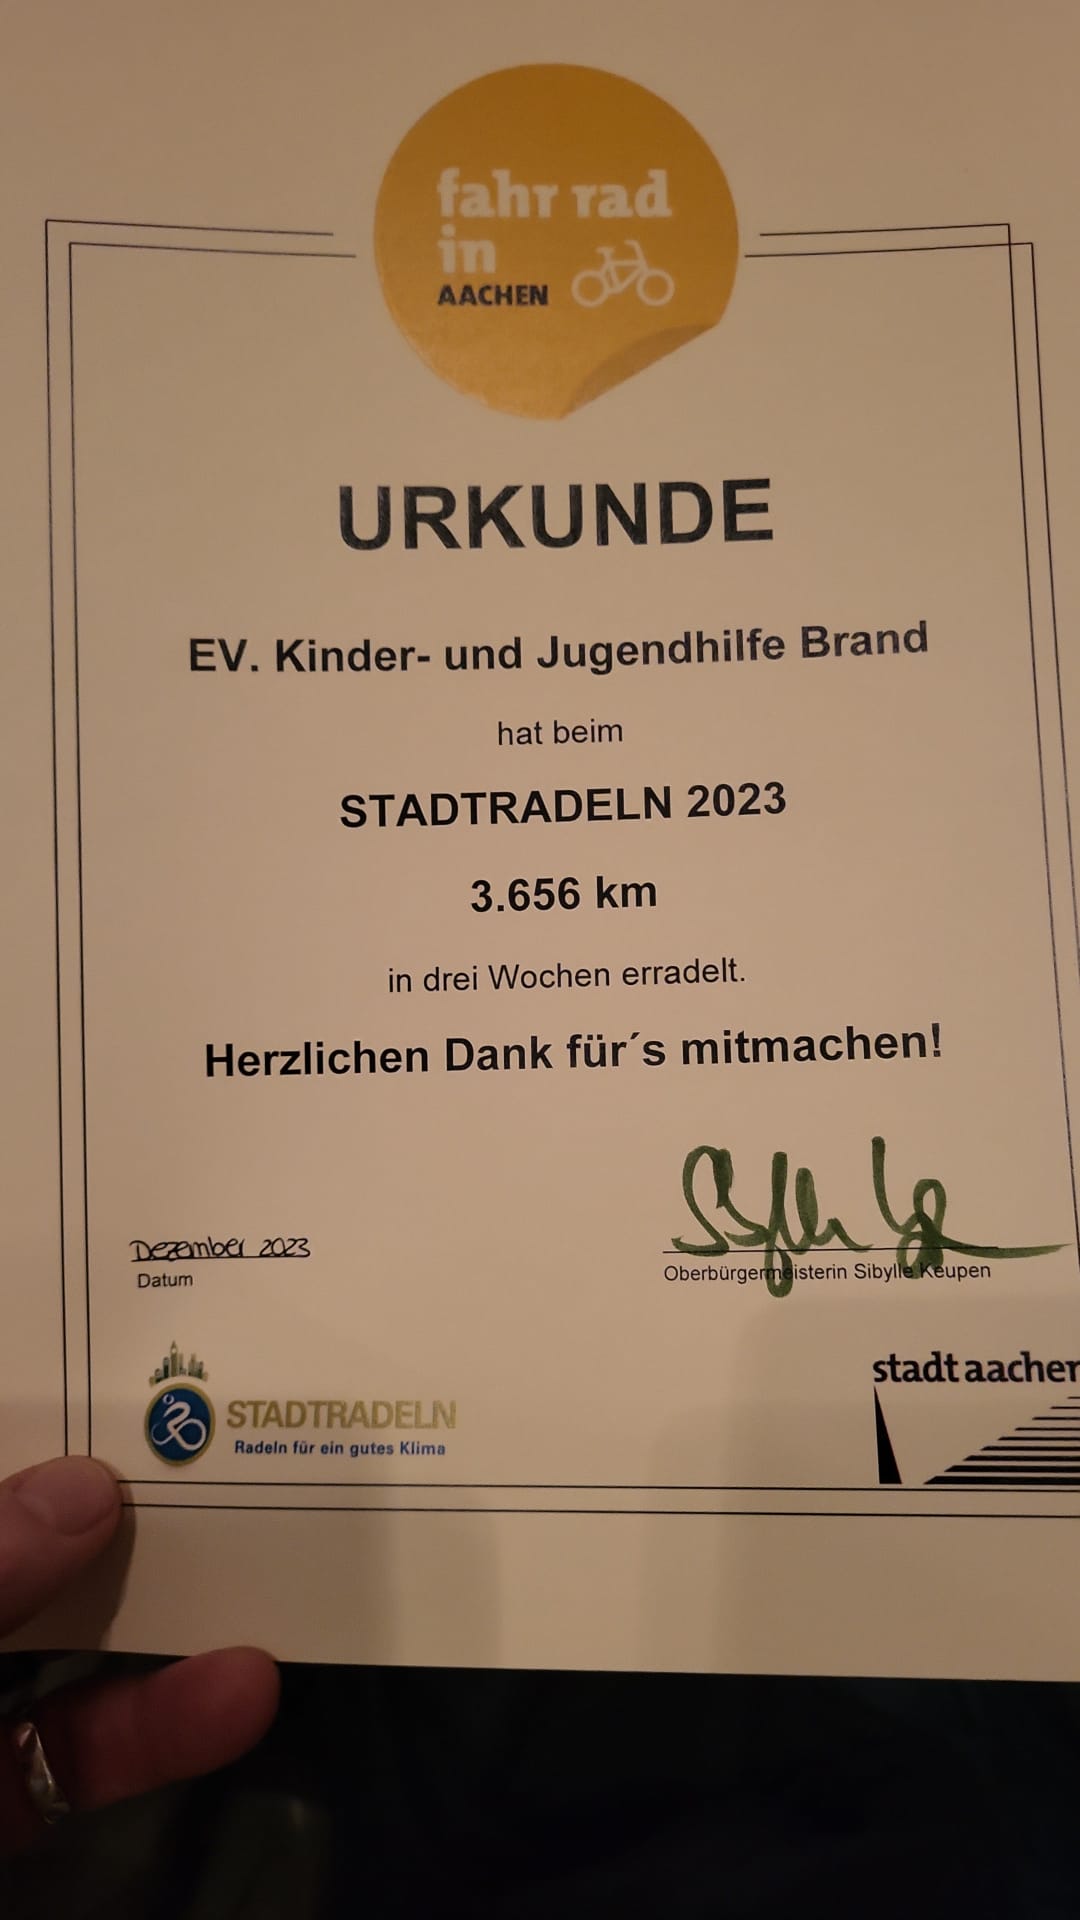 fahr rad
in
AACHEN
URKUNDE
EV. Kinder- und Jugendhilfe Brand
hat beim
STADTRADELN 2023
3.656 km
in drei Wochen erradelt.
Herzlichen Dank für´s mitmachen!
Dezember 2023
Datum
Oberbürgermeisterin Sibylle Keupen
STADTRADELN
Radeln für ein gutes Klima
stadt aachen